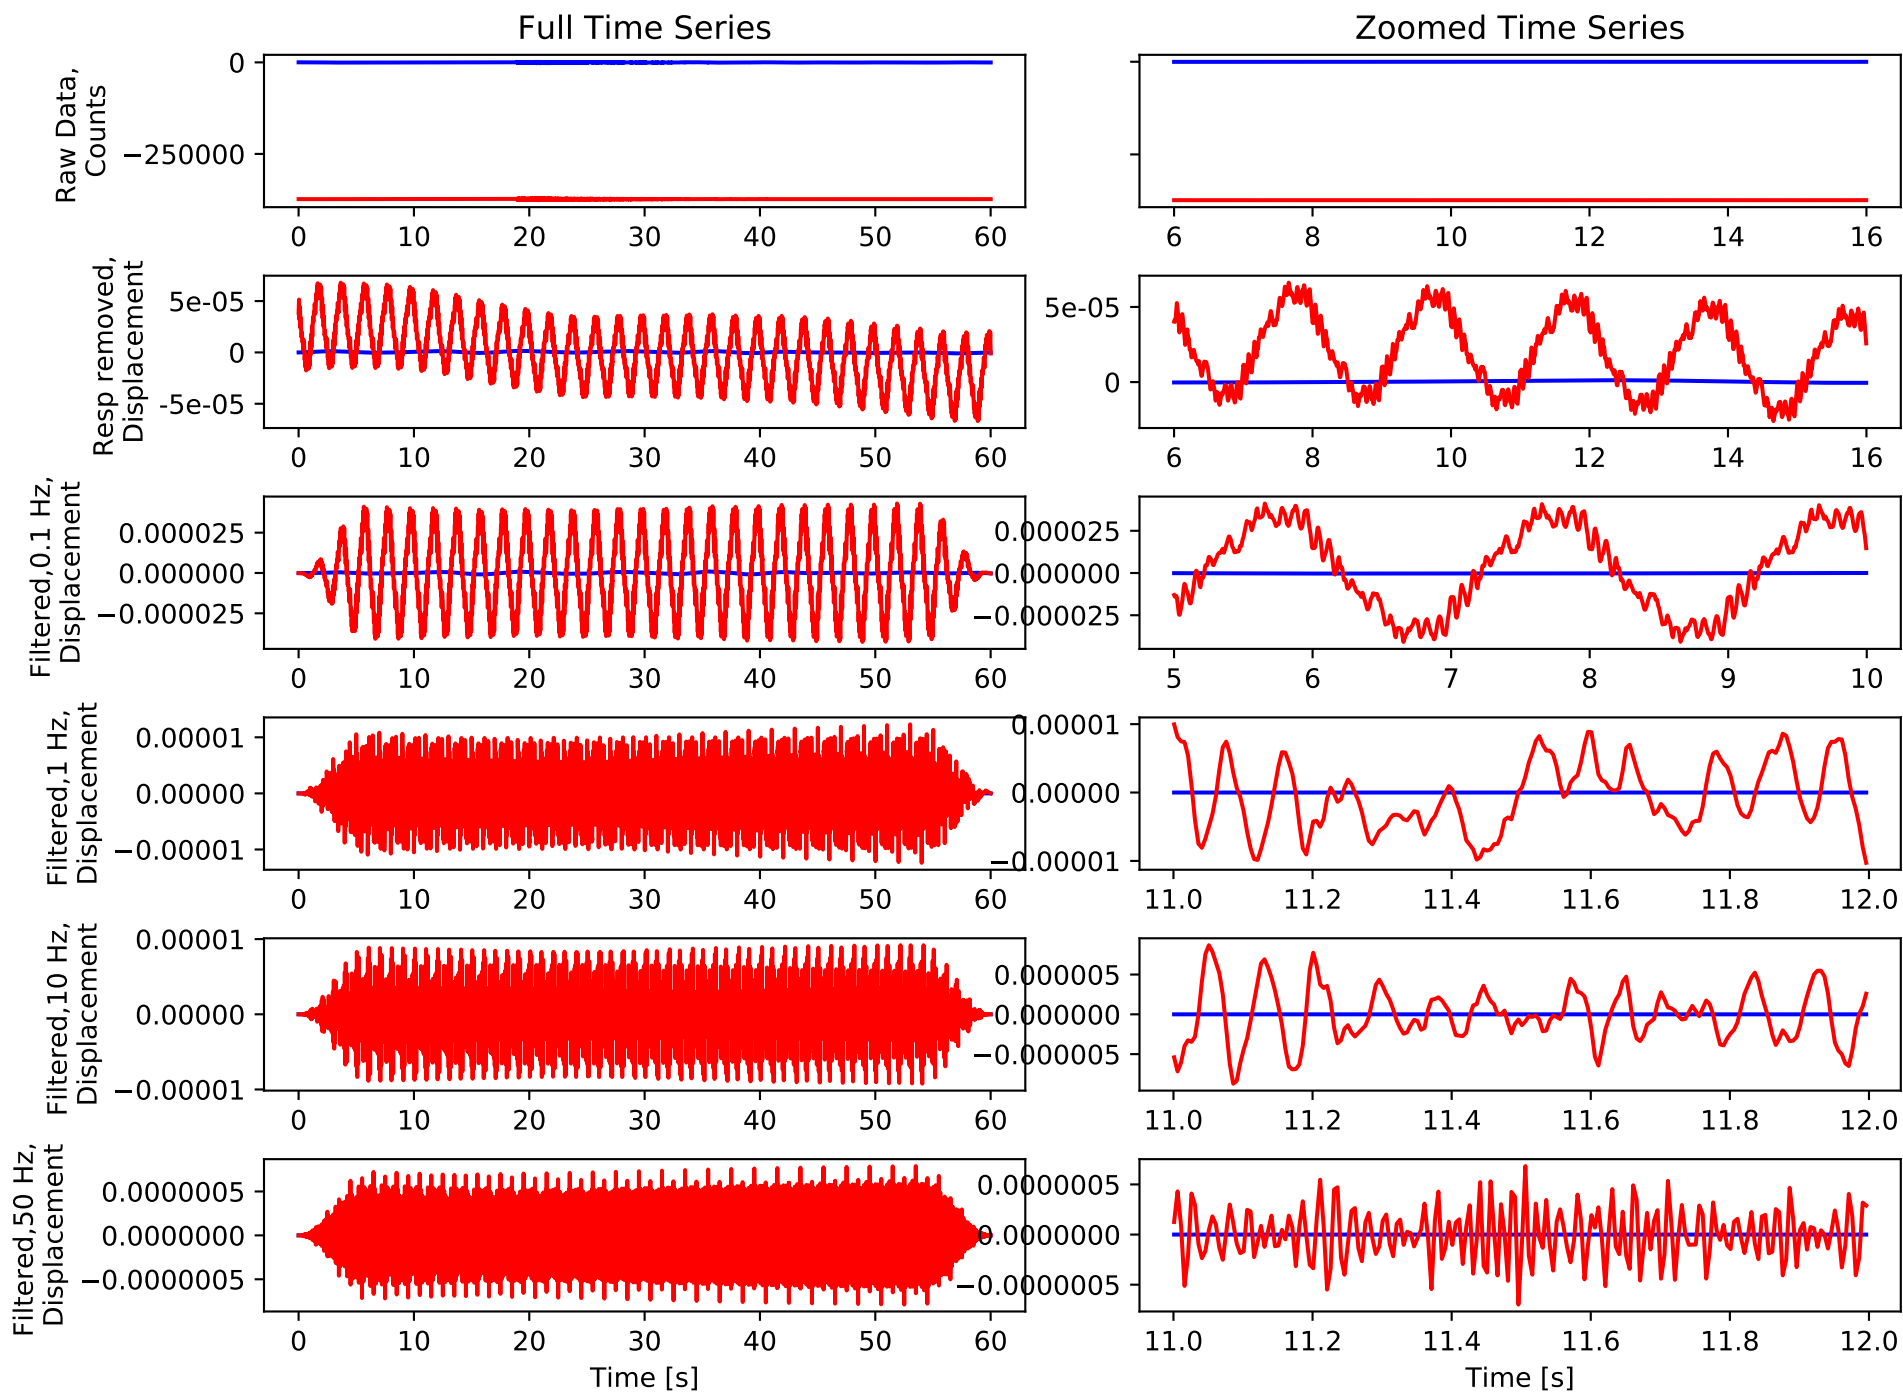 Full Time Series
Zoomed Time Series
Raw Data,
Counts
0
−250000
0 10 20 30 40 50 60
6 8 10 12 14 16
Resp removed,
Displacement
5e-05
0
-5e-05
0 10 20 30 40 50 60
5e-05
0
6 8 10 12 14 16
Filtered,0.1 Hz,
Displacement
0.000025
0.000000
−0.000025
0 10 20 30 40 50 60
0.000025
0.000000
−0.000025
5 6 7 8 9 10
Filtered,1 Hz,
Displacement
0.00001
0.00000
−0.00001
0 10 20 30 40 50 60
0.00001
0.00000
−0.00001
11.0 11.2 11.4 11.6 11.8 12.0
Filtered,10 Hz,
Displacement
0.00001
0.00000
−0.00001
0 10 20 30 40 50 60
0.000005
0.000000
−0.000005
11.0 11.2 11.4 11.6 11.8 12.0
Filtered,50 Hz,
Displacement
0.0000005
0.0000000
−0.0000005
0 10 20 30 40 50 60
Time [s]
0.0000005
0.0000000
−0.0000005
11.0 11.2 11.4 11.6 11.8 12.0
Time [s]